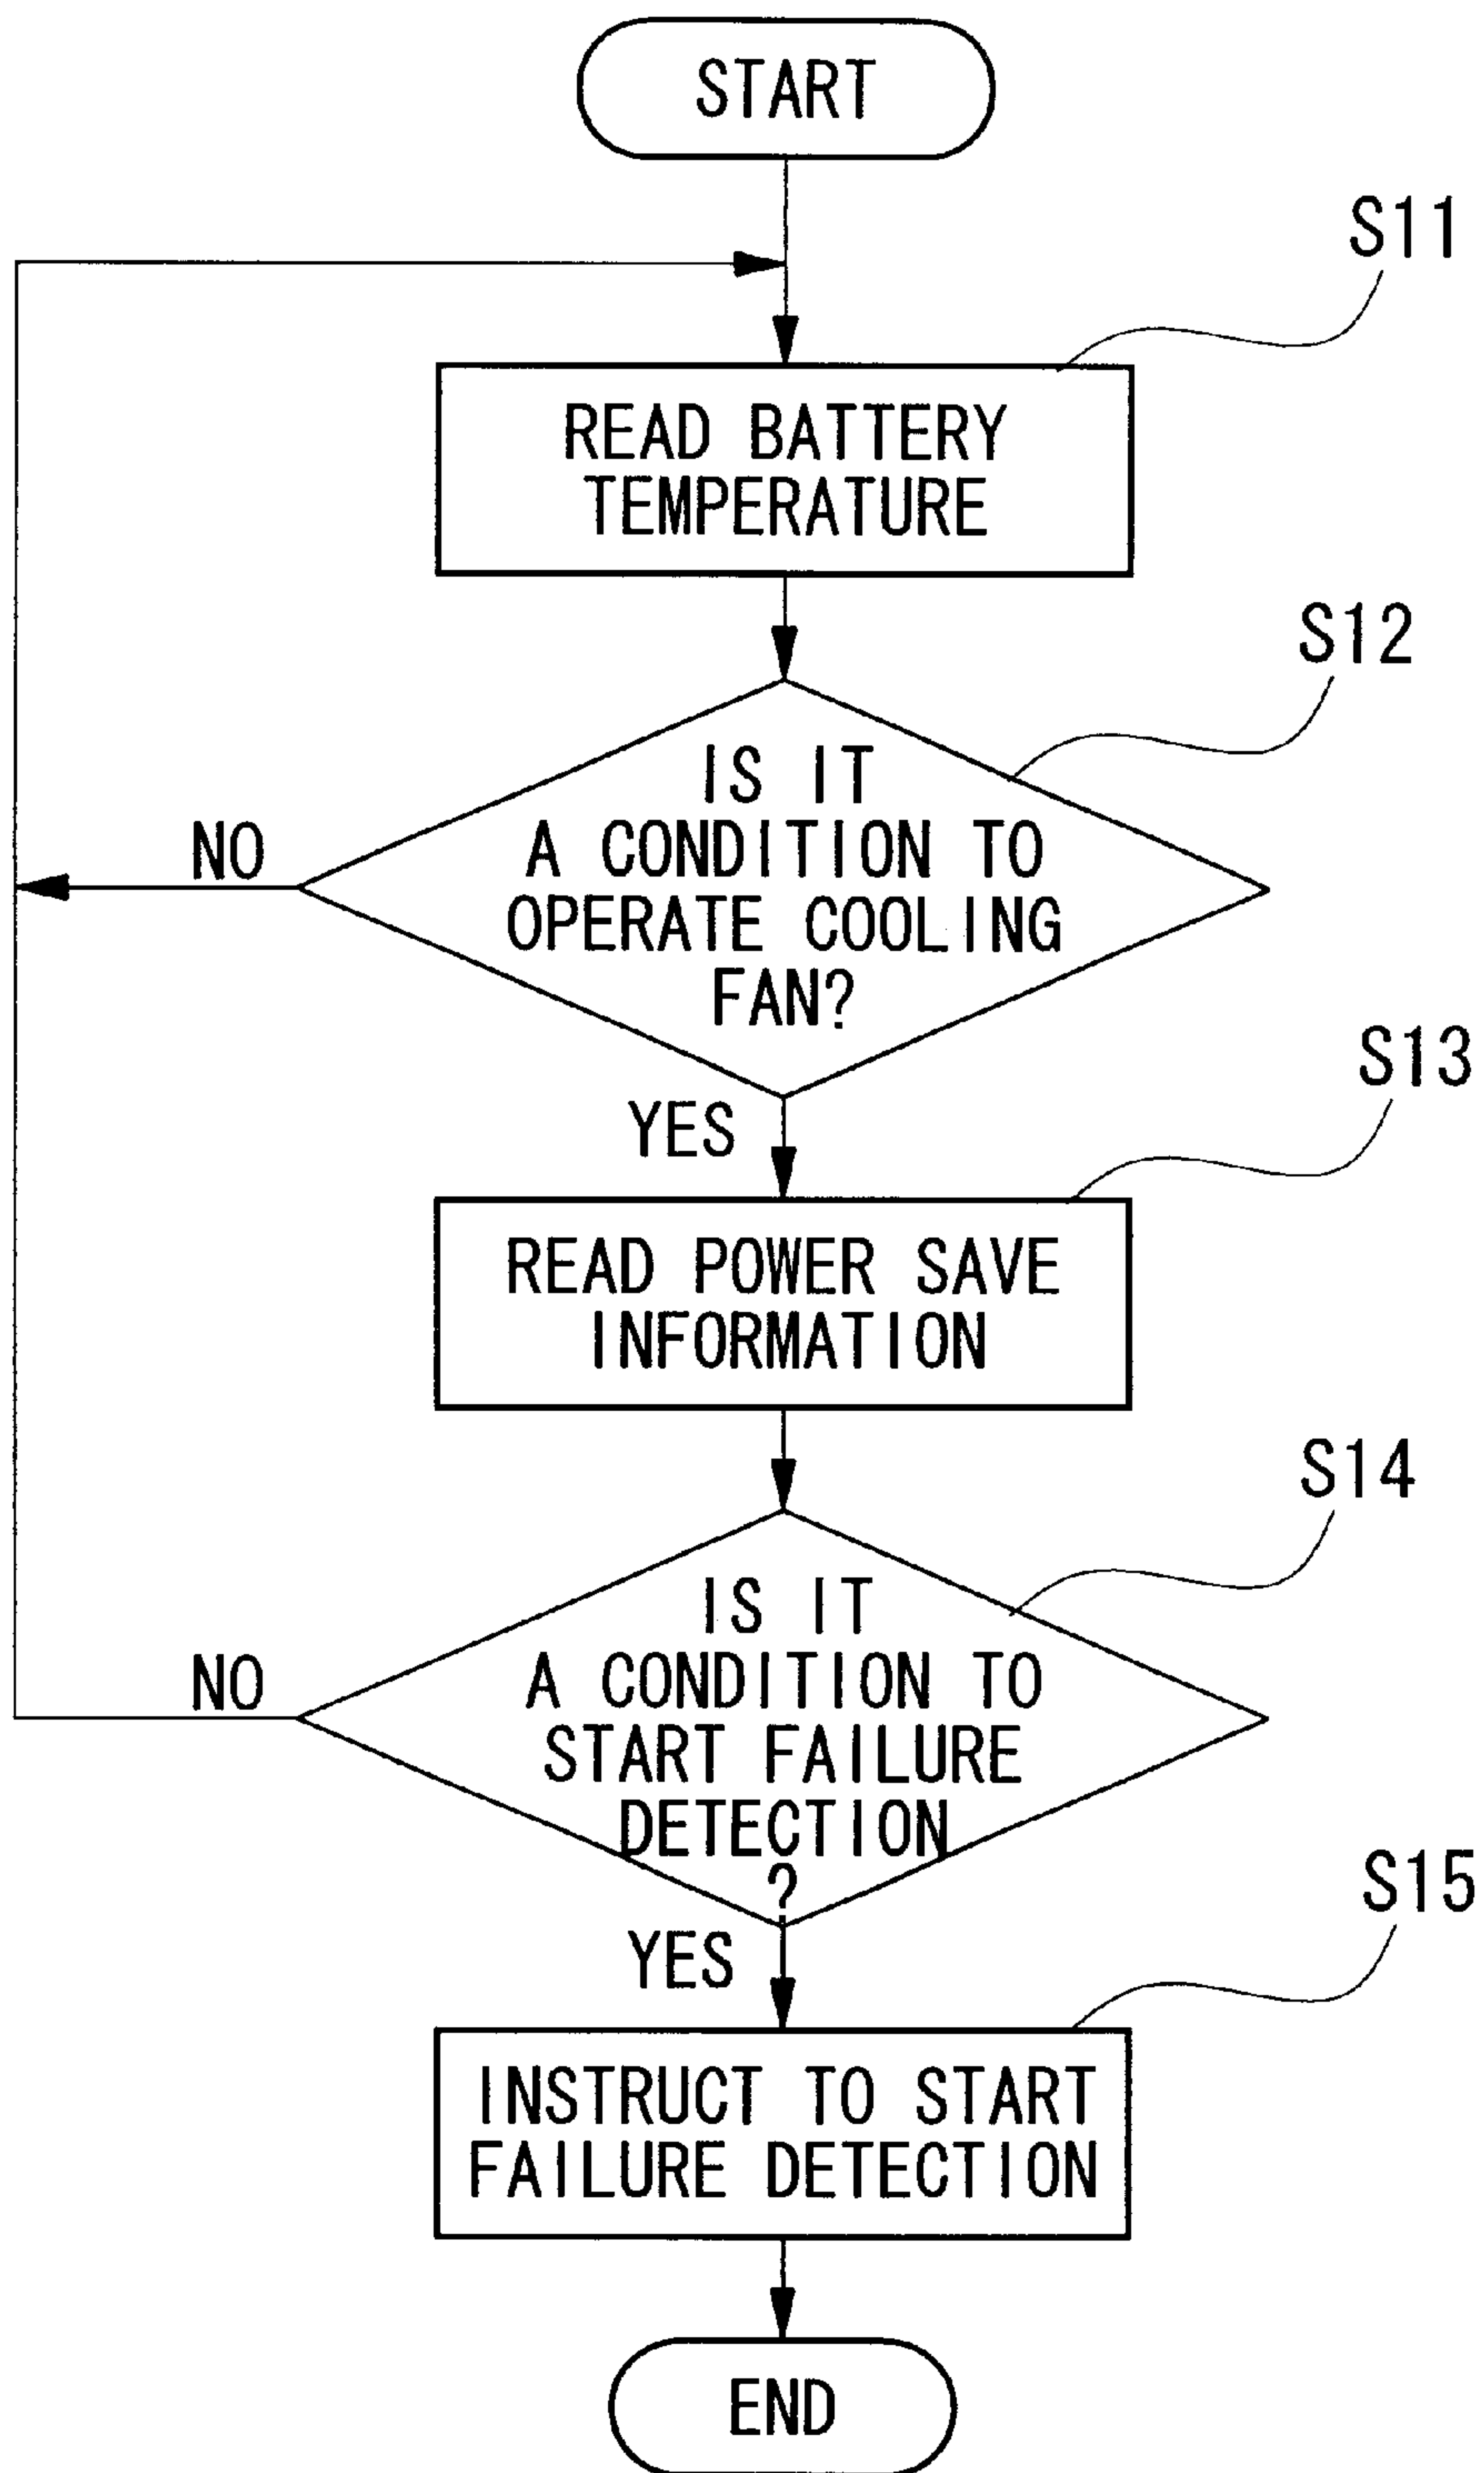 START
S11
READ BATTERY
TEMPERATURE
S12
IS IT
A CONDITION TO
OPERATE COOLING
FAN?
NO
S13
YES
READ POWER SAVE
INFORMATION
S14
IS IT
A CONDITION TO
START FAILURE
DETECTION
?
NO
S15
YES
INSTRUCT TO START
FAILURE DETECTION
END